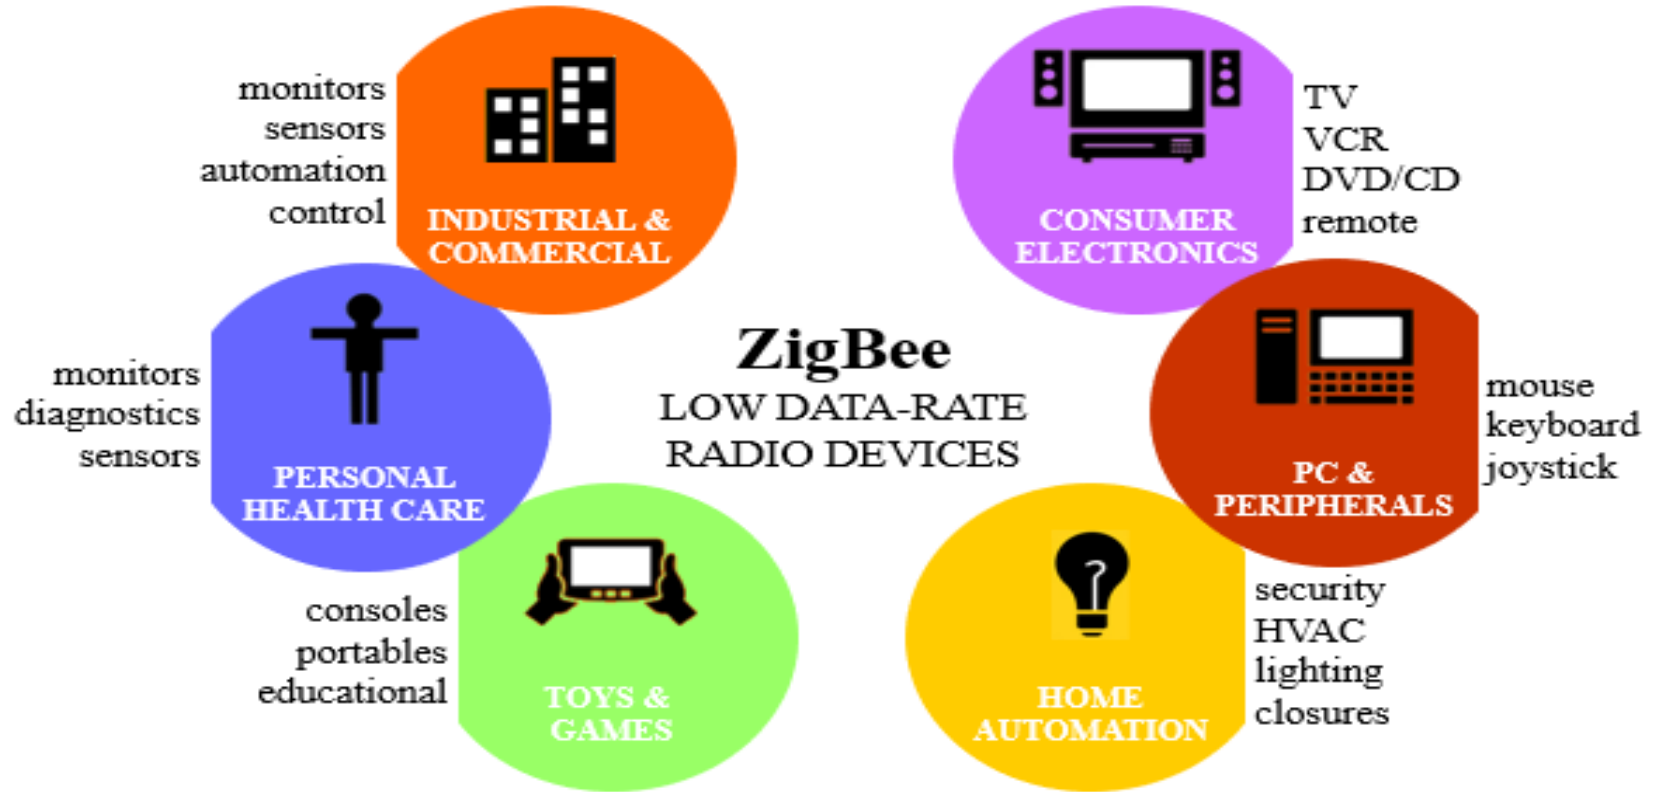 monitors
sensors
automation
control
INDUSTRIAL &
COMMERCIAL
CONSUMER
ELECTRONICS
TV
VCR
DVD/CD
remote
monitors
diagnostics
sensors
PERSONAL
HEALTH CARE
ZigBee
LOW DATA-RATE
RADIO DEVICES
PC &
PERIPHERALS
mouse
keyboard
joystick
consoles
portables
educational
TOYS &
GAMES
?
HOME
AUTOMATION
security
HVAC
lighting
closures